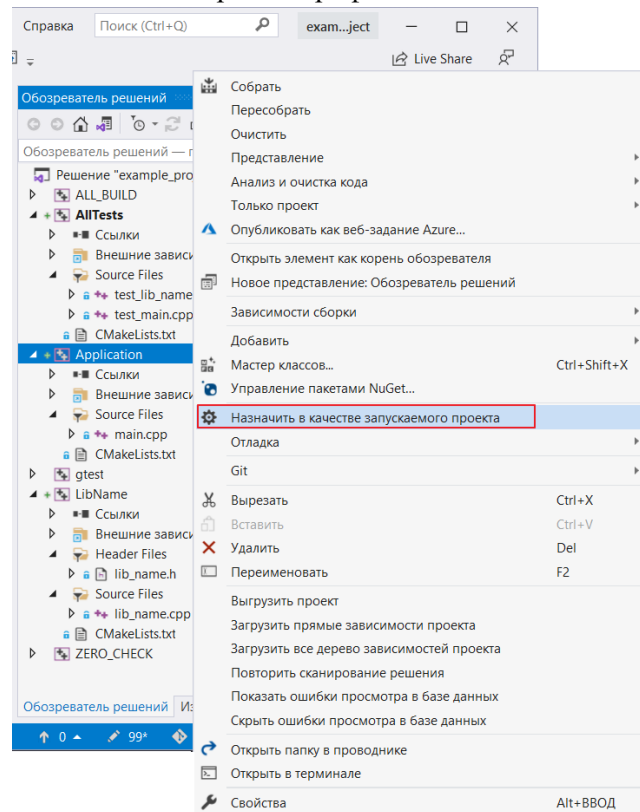 Справка Поиск (Ctrl+Q) exam...ject
Live Share
Обозреватель решений
Обозреватель решений —
Решение "example_pro
ALL_BUILD
AllTests
Ссылки
Внешние завис
Source Files
test_lib_name
test_main.cpp
CMakeLists.txt
Application
Ссылки
Внешние завис
Source Files
main.cpp
CMakeLists.txt
gtest
LibName
Ссылки
Внешние завис
Header Files
lib_name.h
Source Files
lib_name.cpp
CMakeLists.txt
ZERO_CHECK
Обозреватель решений Из
0 99*
Собрать
Пересобрать
Очистить
Представление
Анализ и очистка кода
Только проект
Опубликовать как веб-задание Azure...
Открыть элемент как корень обозревателя
Новое представление: Обозреватель решений
Зависимости сборки
Добавить
Мастер классов... Ctrl+Shift+X
Управление пакетами NuGet...
Назначить в качестве запускаемого проекта
Отладка
Git
Вырезать Ctrl+X
Вставить Ctrl+V
Удалить Del
Переименовать F2
Выгрузить проект
Загрузить прямые зависимости проекта
Загрузить все дерево зависимостей проекта
Повторить сканирование решения
Показать ошибки просмотра в базе данных
Скрыть ошибки просмотра в базе данных
Открыть папку в проводнике
Открыть в терминале
Свойства Alt+ВВОД